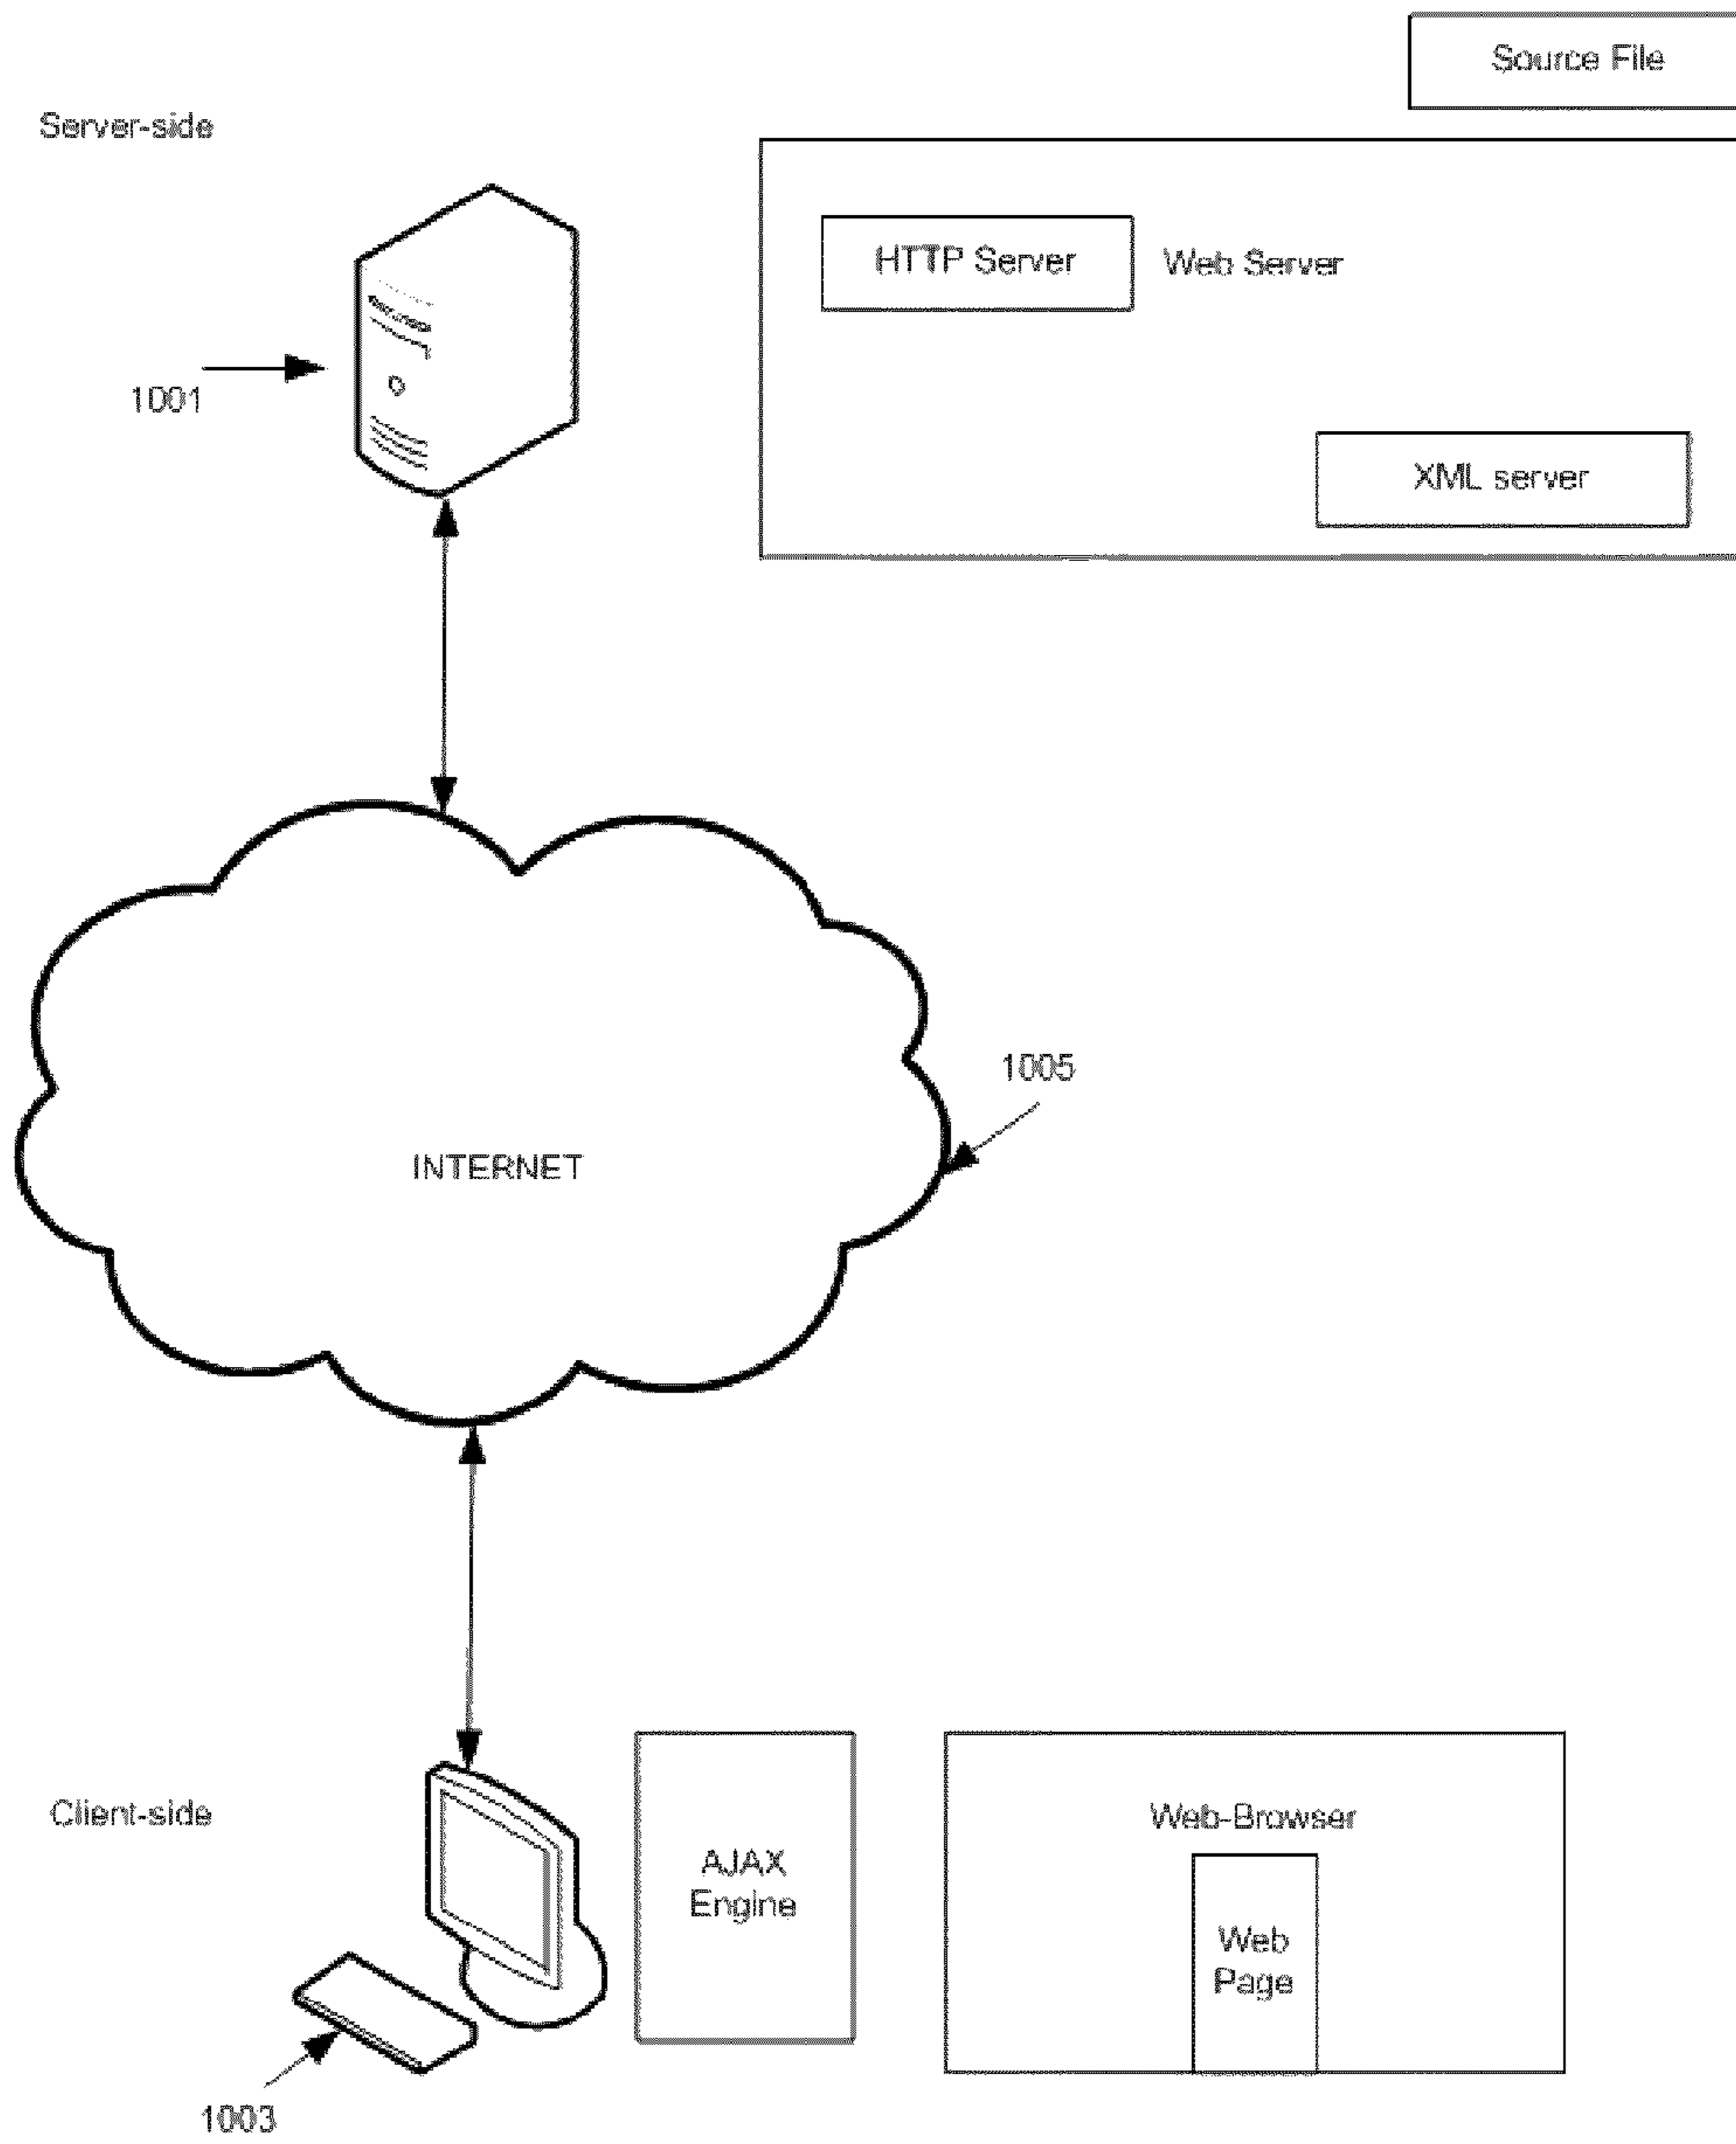 Source File
Server-side
HTTP Server
Web Server
1001
XML server
1005
INTERNET
Client-side
AJAX
Engine
Web-Browser
Web
Page
1003